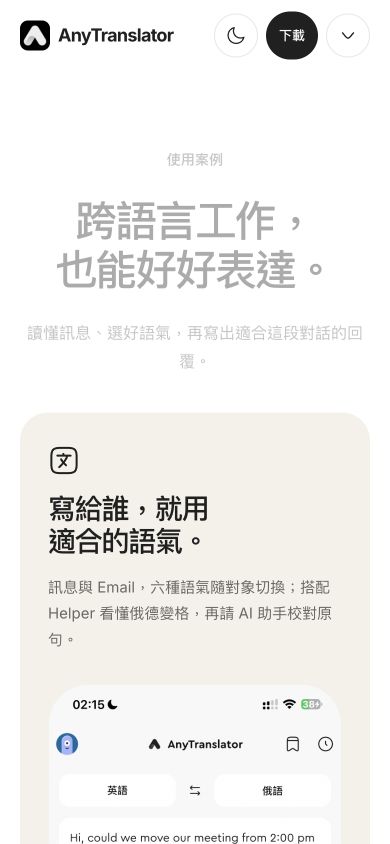 AnyTranslator
下載
使用案例
跨語言工作，
也能好好表達。
讀懂訊息、選好語氣，再寫出適合這段對話的回
覆。
寫給誰，就用
適合的語氣。
訊息與 Email，六種語氣隨對象切換；搭配
Helper 看懂俄德變格，再請 AI 助手校對原
句。
02:15
38
AnyTranslator
英語
俄語
Hi, could we move our meeting from 2:00 pm